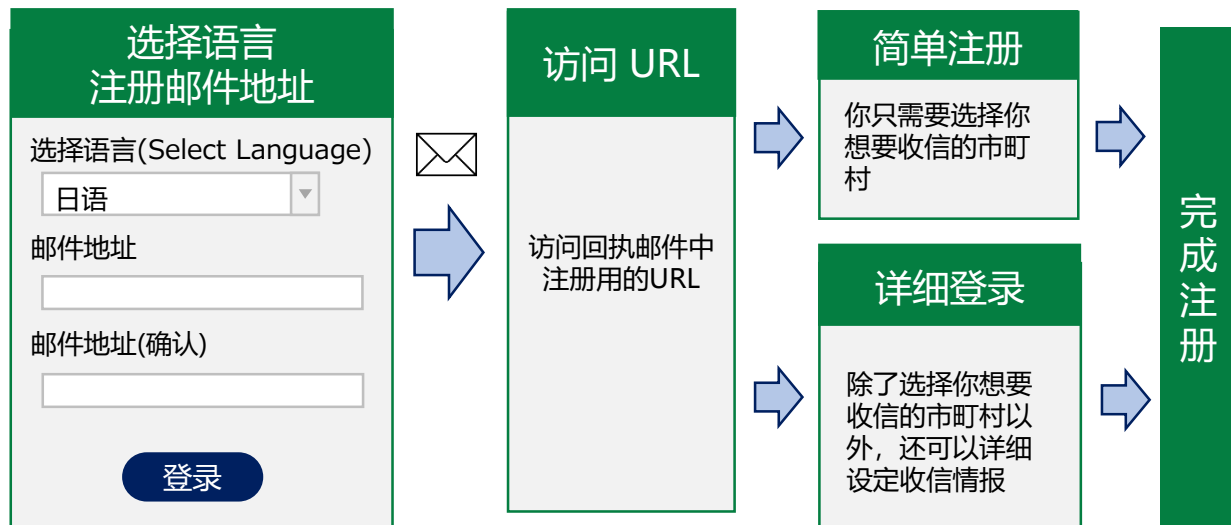 选择语言
注册邮件地址
选择语言(Select Language)
日语
邮件地址
邮件地址(确认)
登录
访问 URL
访问回执邮件中
注册用的URL
简单注册
你只需要选择你
想要收信的市町
村
详细登录
除了选择你想要
收信的市町村以
外，还可以详细
设定收信情报
完成注册